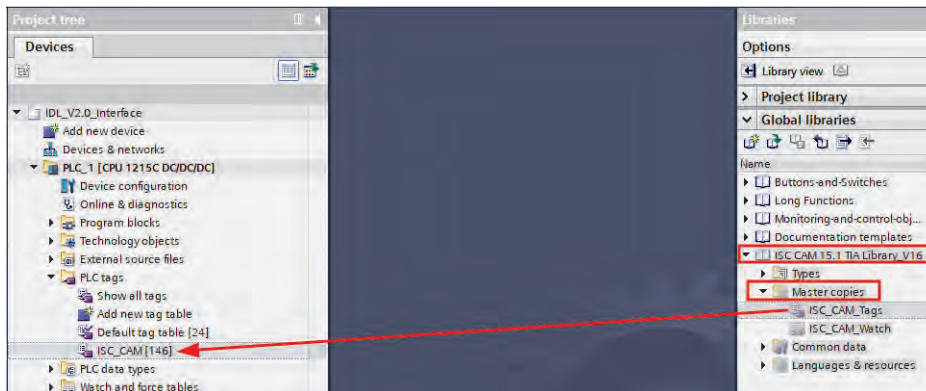 Project tree
Devices
IDL_V2.0_Interface
Add new device
Devices & networks
PLC_1 [CPU 1215C DC/DC/DC]
Device configuration
Online & diagnostics
Program blocks
Technology objects
External source files
PLC tags
Show all tags
Add new tag table
Default tag table [24]
ISC_CAM [146]
PLC data types
Watch and force tables
Libraries
Options
Library view
Project library
Global libraries
Name
Buttons-and-Switches
Long Functions
Monitoring-and-control-obj...
Documentation templates
ISC CAM 15.1 TIA Library_V16
Types
Master copies
ISC_CAM_Tags
ISC_CAM_Watch
Common data
Languages & resources